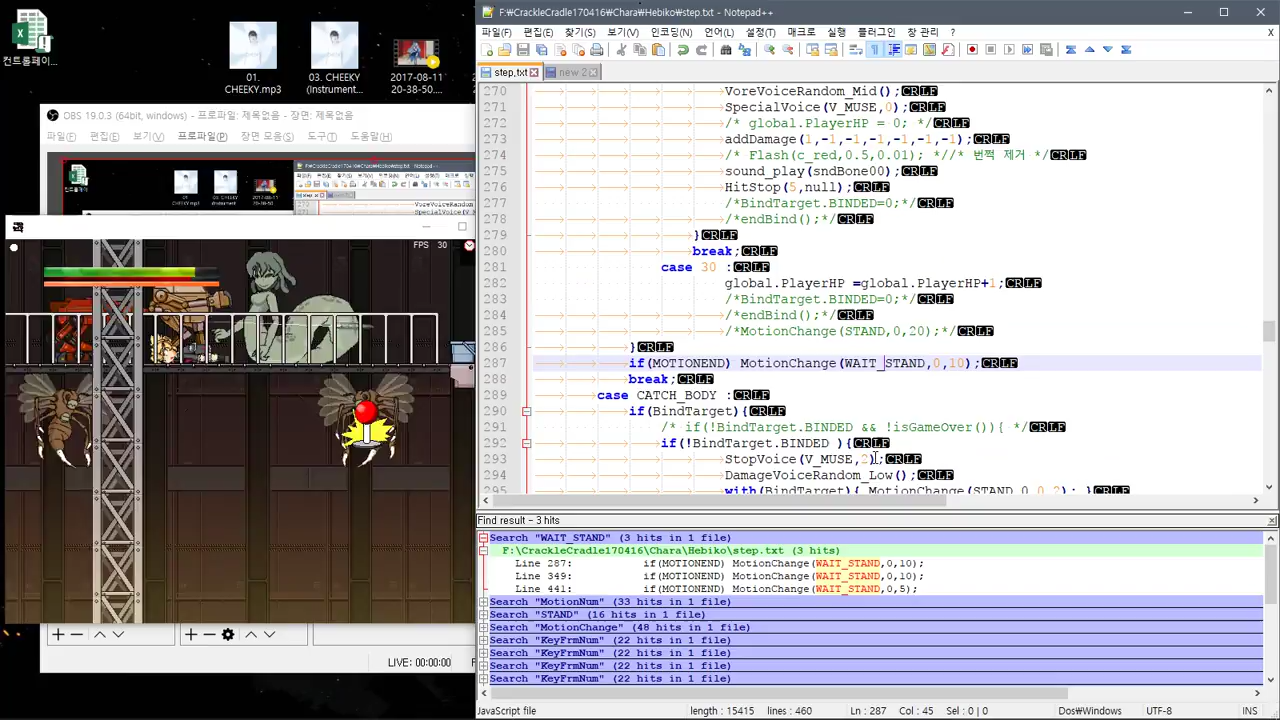 F:₩CrackleCradle170416₩Chara₩Hebiko₩step.txt - Notepad++
파일(F) 편집(E) 찾기(S) 보기(V) 인코딩(N) 언어(L) 설정(T) 매크로 실행 플러그인 창 관리 ?
step.txt
new 2
컨트롬페이...
01. CHEEKY.mp3
03. CHEEKY (Instrument...
2017-08-11 20-38-50....
OBS 19.0.3 (64bit, windows) - 프로파일: 제목없음 - 장면: 제목없음
파일(F) 편집(E) 보기(V) 프로파일(P) 장면 모음(S) 도구(T) 도움말(H)
FPS 30
LIVE: 00:00:00
270 VoreVoiceRandom_Mid();CRLF
271 SpecialVoice(V_MUSE,0);CRLF
272 /* global.PlayerHP = 0; */CRLF
273 addDamage(1,-1,-1,-1,-1,-1,-1);CRLF
274 /* Flash(c_red,0.5,0.01); *//* 번쩍 제거 */CRLF
275 sound_play(sndBone);CRLF
276 HitStop(1,null);CRLF
277 /*BindTarget.BINDED=0;*/CRLF
278 /*endBind();*/CRLF
279 }CRLF
280 break;CRLF
281 case 30 :CRLF
282 global.PlayerHP =global.PlayerHP+1;CRLF
283 /*BindTarget.BINDED=0;*/CRLF
284 /*endBind();*/CRLF
285 /*MotionChange(STAND,0,20);*/CRLF
286 }CRLF
287 if(MOTIONEND) MotionChange(WAIT_STAND,0,10);CRLF
288 break;CRLF
289 case CATCH_BODY :CRLF
290 if(BindTarget){CRLF
291 /* if(!BindTarget.BINDED && !isGameOver()){ */CRLF
292 if(!BindTarget.BINDED ){CRLF
293 StopVoice(V_MUSE,2);CRLF
294 DamageVoiceRandom_Low();CRLF
295 with(BindTarget){ MotionChange(STAND,0,0.2); }CRLF
Find result - 3 hits
Search "WAIT_STAND" (3 hits in 1 file)
F:\CrackleCradle170416\Chara\Hebiko\step.txt (3 hits)
Line 287: if(MOTIONEND) MotionChange(WAIT_STAND,0,10);
Line 349: if(MOTIONEND) MotionChange(WAIT_STAND,0,10);
Line 441: if(MOTIONEND) MotionChange(WAIT_STAND,0,5);
Search "MotionNum" (33 hits in 1 file)
Search "STAND" (16 hits in 1 file)
Search "MotionChange" (48 hits in 1 file)
Search "KeyFrmNum" (22 hits in 1 file)
Search "KeyFrmNum" (22 hits in 1 file)
Search "KeyFrmNum" (22 hits in 1 file)
Search "KeyFrmNum" (22 hits in 1 file)
JavaScript file length : 15415 lines : 460 Ln : 287 Col : 45 Sel : 0 | 0 Dos₩Windows UTF-8 INS